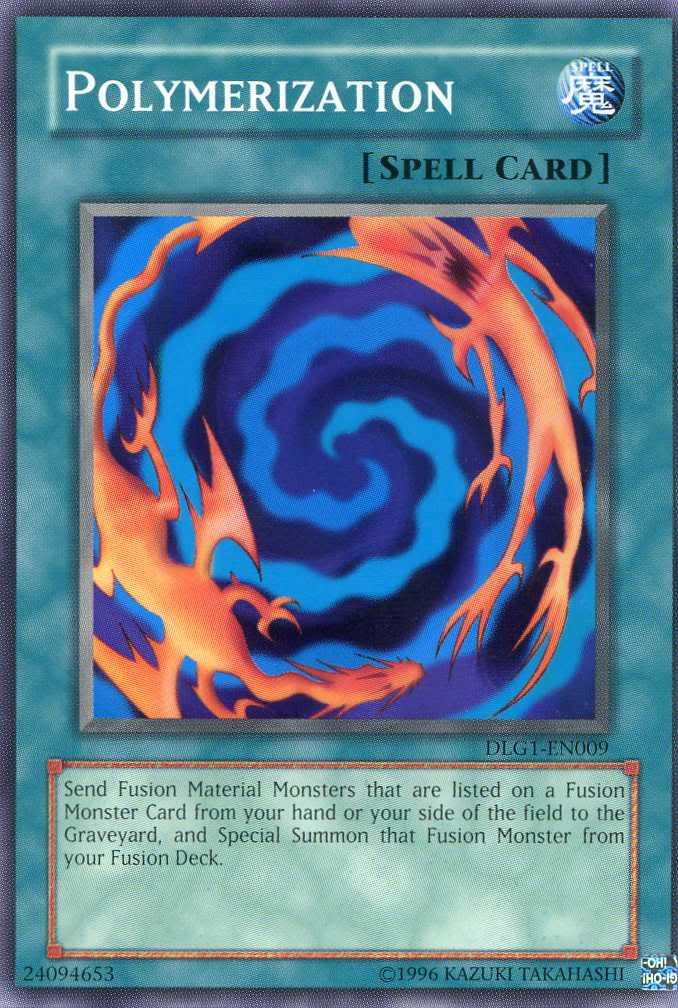 POLYMERIZATION
SPELL
魔
[SPELL CARD]
DLG1-EN009
Send Fusion Material Monsters that are listed on a Fusion
Monster Card from your hand or your side of the field to the
Graveyard, and Special Summon that Fusion Monster from
your Fusion Deck.
24094653
©1996 KAZUKI TAKAHASHI